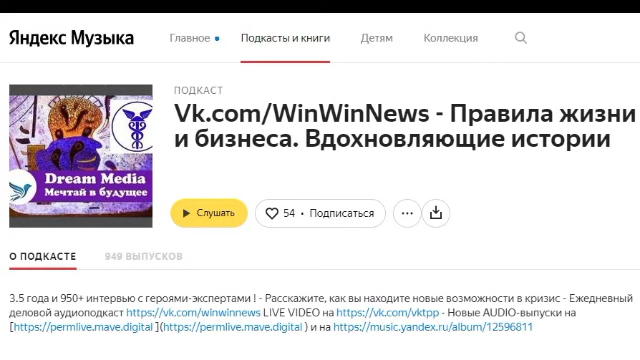 Яндекс Музыка
Главное
Подкасты и книги
Детям
Коллекция
ПОДКАСТ
Vk.com/WinWinNews - Правила жизни
и бизнеса. Вдохновляющие истории
Dream Media
Мечтай в будущее
Слушать
54 • Подписаться
О ПОДКАСТЕ
949 ВЫПУСКОВ
3.5 года и 950+ интервью с героями-экспертами ! - Расскажите, как вы находите новые возможности в кризис - Ежедневный
деловой аудиоподкаст https://vk.com/winwinnews LIVE VIDEO на https://vk.com/vktpp - Новые AUDIO-выпуски на
[https://permlive.mave.digital ](https://permlive.mave.digital ) и на https://music.yandex.ru/album/12596811